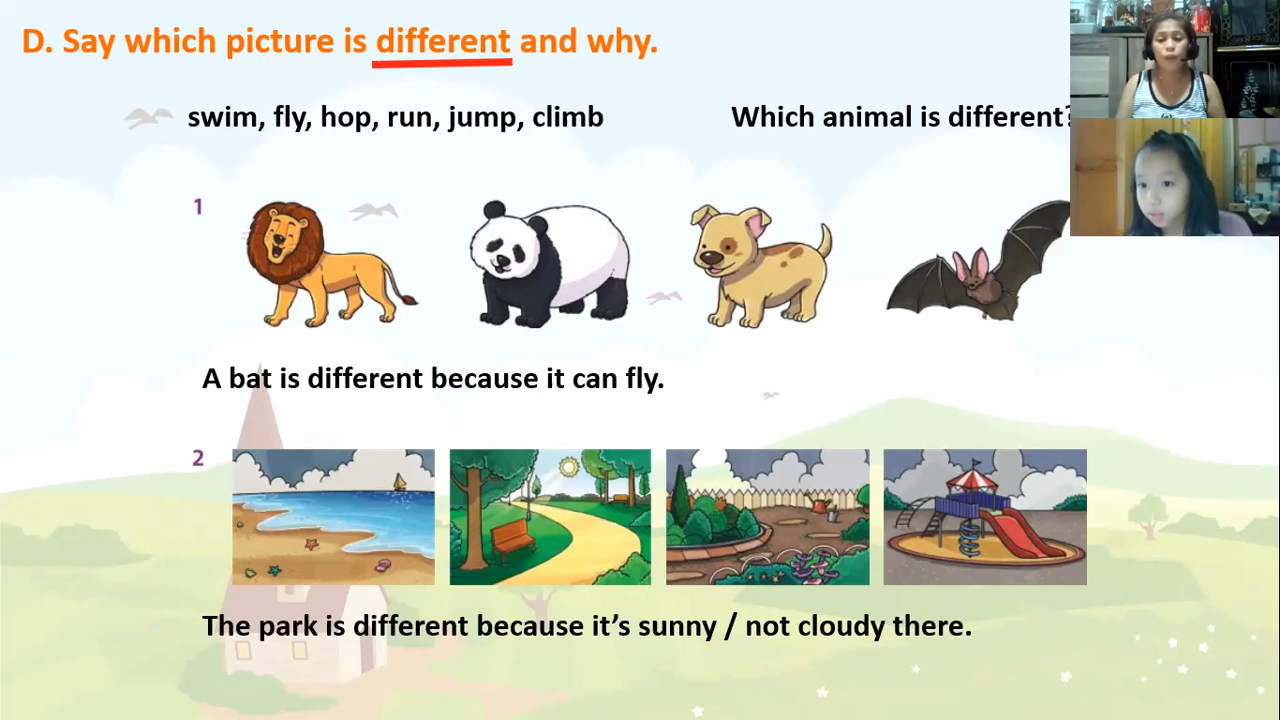 D. Say which picture is different and why.
swim, fly, hop, run, jump, climb
Which animal is different?
1
A bat is different because it can fly.
2
The park is different because it's sunny / not cloudy there.